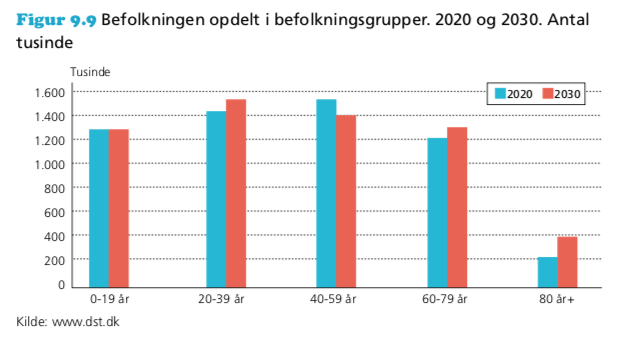 Figur 9.9 Befolkningen opdelt i befolkningsgrupper. 2020 og 2030. Antal
tusinde
Tusinde
2020 2030
1.600
1.400
1.200
1.000
800
600
400
200
0
0-19 år 20-39 år 40-59 år 60-79 år 80 år+
Kilde: www.dst.dk